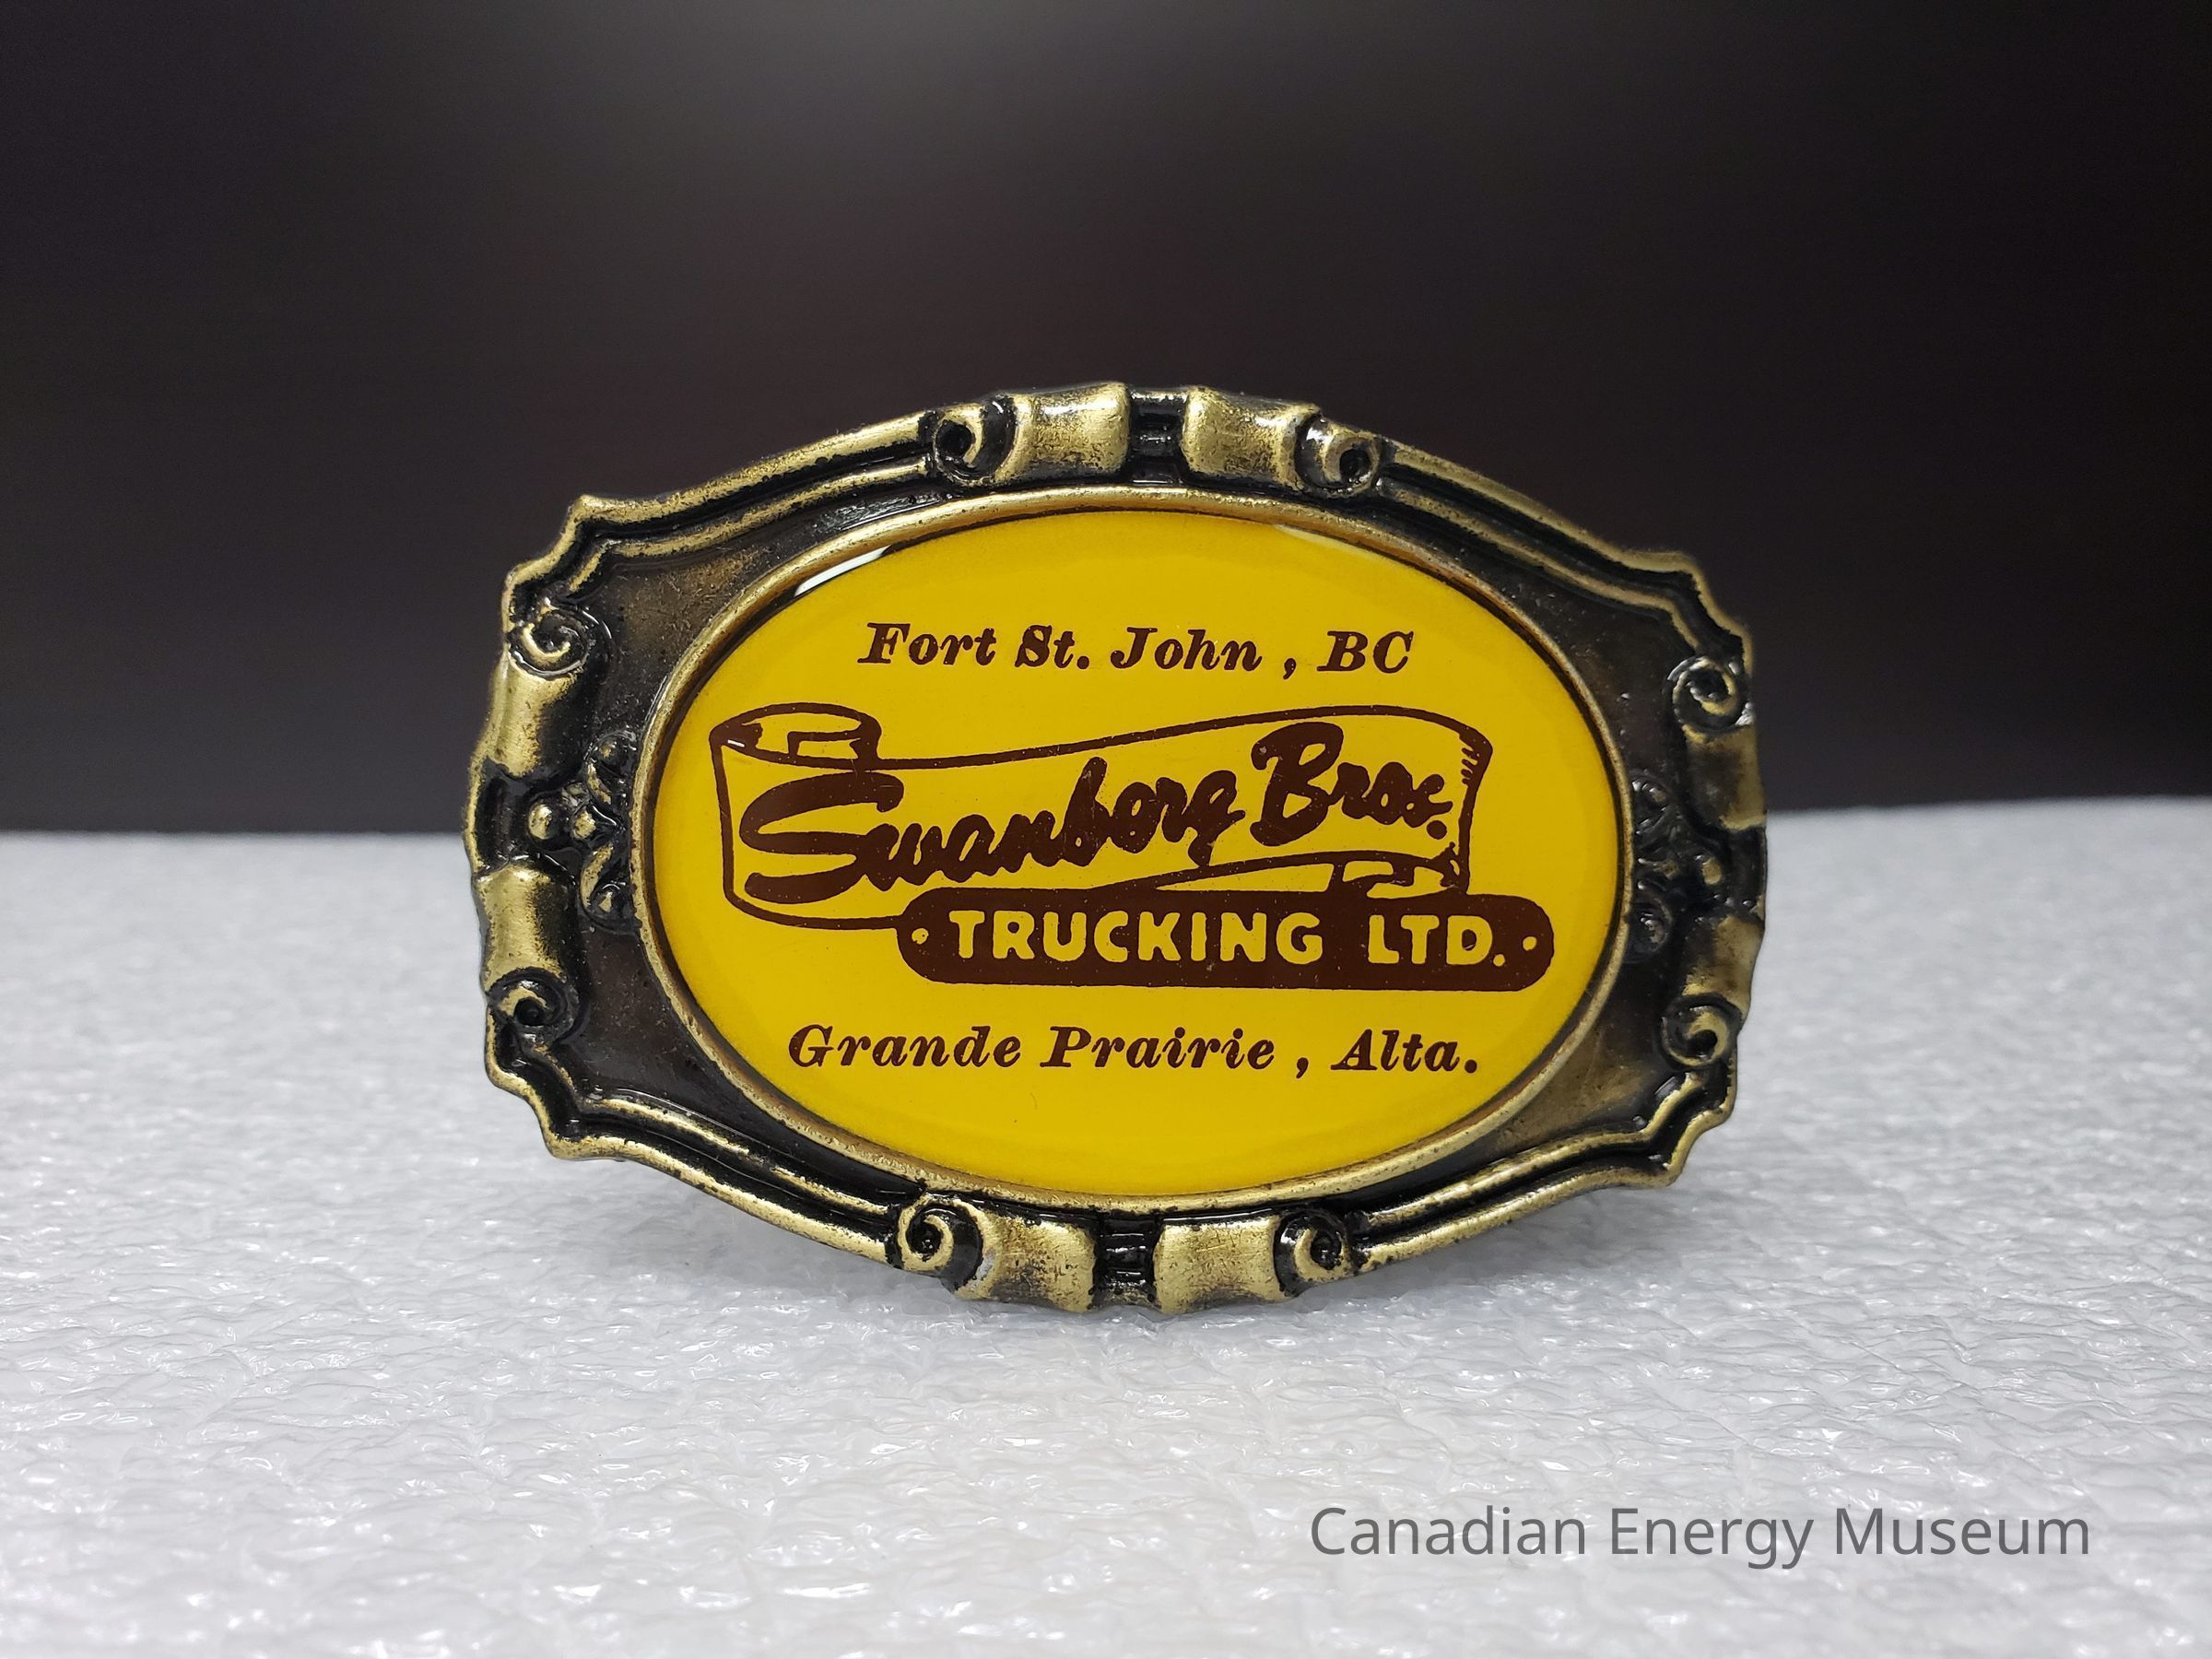 Fort St. John , BC
Swanberg Bros.
TRUCKING LTD.
Grande Prairie , Alta.
Canadian Energy Museum